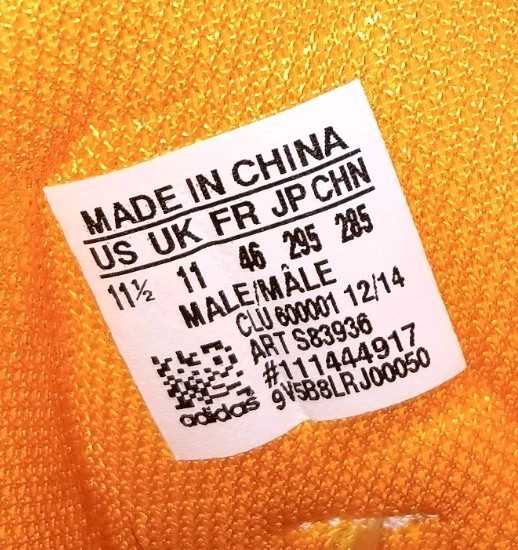 MADE IN CHINA
US UK FR JP CHN
11½ 11 46 295 285
MALE/MÂLE
CLU 600001 12/14
ART S83936
#111444917
9V5B8LRJ00050
adidas